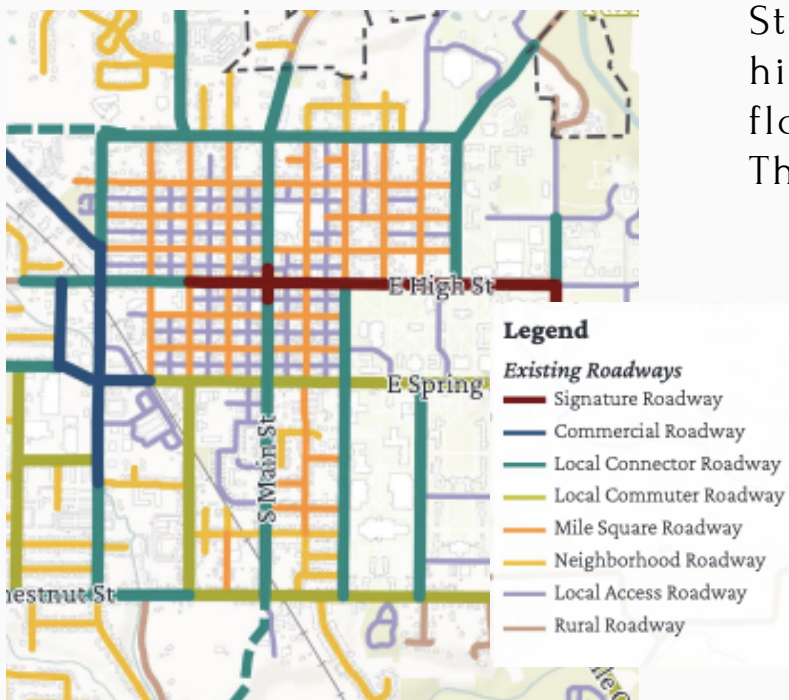 St
hi
flo
Th
E High St
E Spring
S Main St
hestnut St
Legend
Existing Roadways
Signature Roadway
Commercial Roadway
Local Connector Roadway
Local Commuter Roadway
Mile Square Roadway
Neighborhood Roadway
Local Access Roadway
Rural Roadway